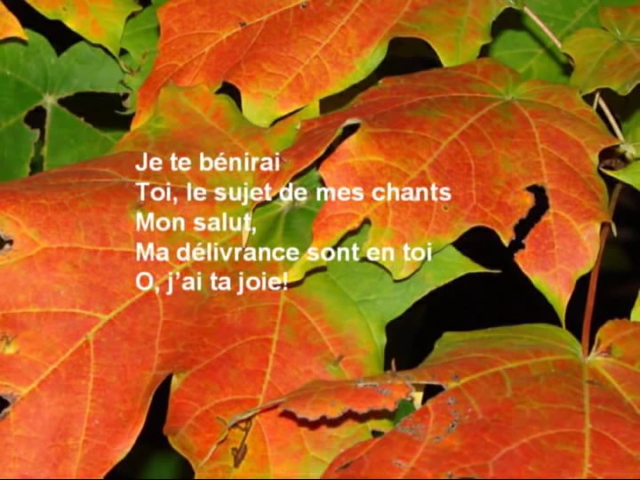 Je te bénirai
Toi, le sujet de mes chants
Mon salut,
Ma délivrance sont en toi
O, j’ai ta joie!